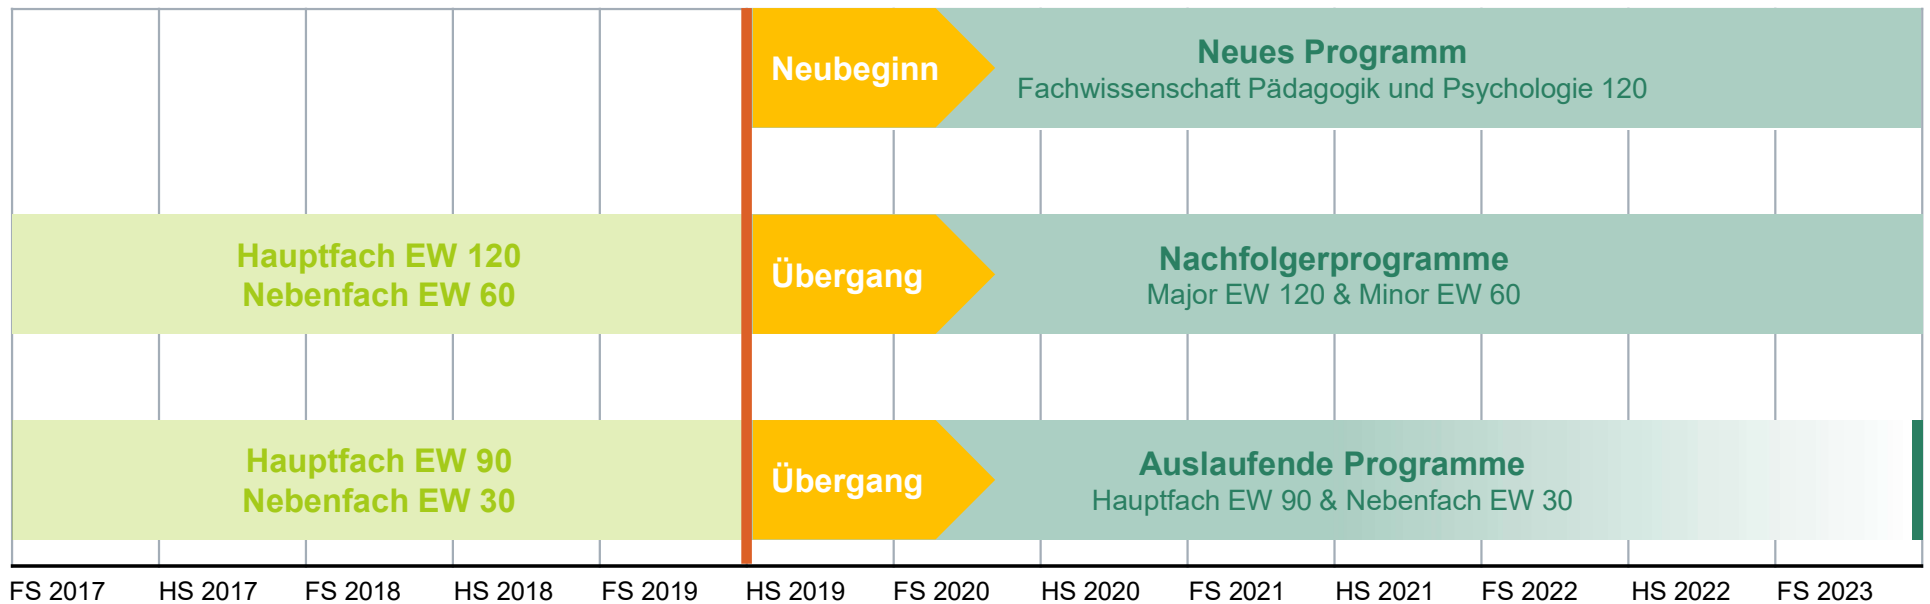 Neubeginn
Neues Programm
Fachwissenschaft Pädagogik und Psychologie 120
Hauptfach EW 120
Nebenfach EW 60
Übergang
Nachfolgerprogramme
Major EW 120 & Minor EW 60
Hauptfach EW 90
Nebenfach EW 30
Übergang
Auslaufende Programme
Hauptfach EW 90 & Nebenfach EW 30
FS 2017 HS 2017 FS 2018 HS 2018 FS 2019 HS 2019 FS 2020 HS 2020 FS 2021 HS 2021 FS 2022 HS 2022 FS 2023